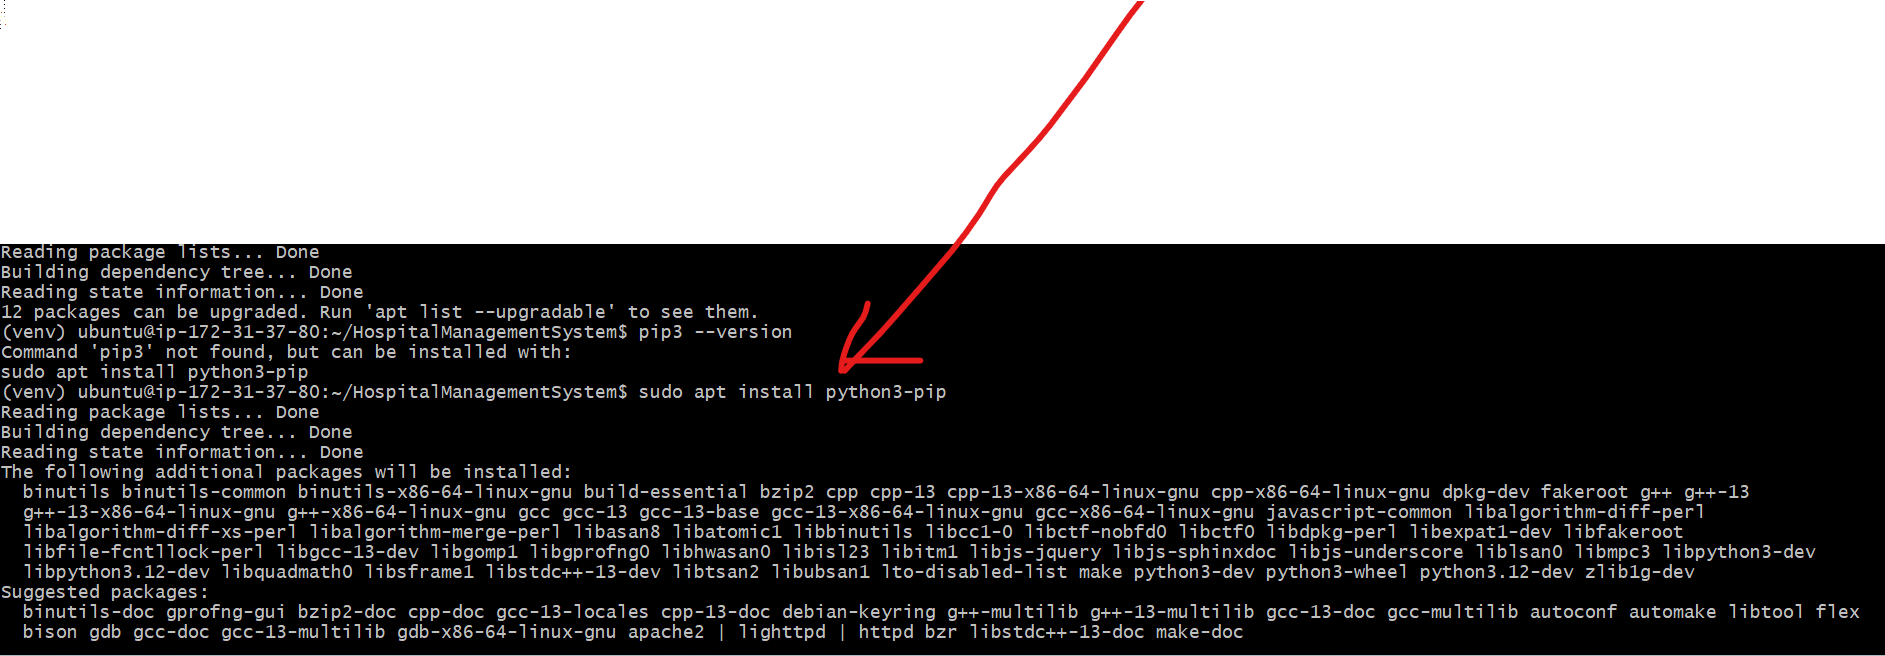 Reading package lists... Done
Building dependency tree... Done
Reading state information... Done
12 packages can be upgraded. Run 'apt list --upgradable' to see them.
(venv) ubuntu@ip-172-31-37-80:~/HospitalManagementSystem$ pip3 --version
Command 'pip3' not found, but can be installed with:
sudo apt install python3-pip
(venv) ubuntu@ip-172-31-37-80:~/HospitalManagementSystem$ sudo apt install python3-pip
Reading package lists... Done
Building dependency tree... Done
Reading state information... Done
The following additional packages will be installed:
  binutils binutils-common binutils-x86-64-linux-gnu build-essential bzip2 cpp cpp-13 cpp-13-x86-64-linux-gnu cpp-x86-64-linux-gnu dpkg-dev fakeroot g++ g++-13
  g++-13-x86-64-linux-gnu g++-x86-64-linux-gnu gcc gcc-13 gcc-13-base gcc-13-x86-64-linux-gnu gcc-x86-64-linux-gnu javascript-common libalgorithm-diff-perl
  libalgorithm-diff-xs-perl libalgorithm-merge-perl libasan8 libatomic1 libbinutils libcc1-0 libctf-nobfd0 libctf0 libdpkg-perl libexpat1-dev libfakeroot
  libfile-fcntllock-perl libgcc-13-dev libgomp1 libgprofng0 libhwasan0 libisl23 libitm1 libjs-jquery libjs-sphinxdoc libjs-underscore liblsan0 libmpc3 libpython3-dev
  libpython3.12-dev libquadmath0 libsframe1 libstdc++-13-dev libtsan2 libubsan1 lto-disabled-list make python3-dev python3-wheel python3.12-dev zlib1g-dev
Suggested packages:
  binutils-doc gprofng-gui bzip2-doc cpp-doc gcc-13-locales cpp-13-doc debian-keyring g++-multilib g++-13-multilib gcc-13-doc gcc-multilib autoconf automake libtool flex
  bison gdb gcc-doc gcc-13-multilib gdb-x86-64-linux-gnu apache2 | lighttpd | httpd bzr libstdc++-13-doc make-doc